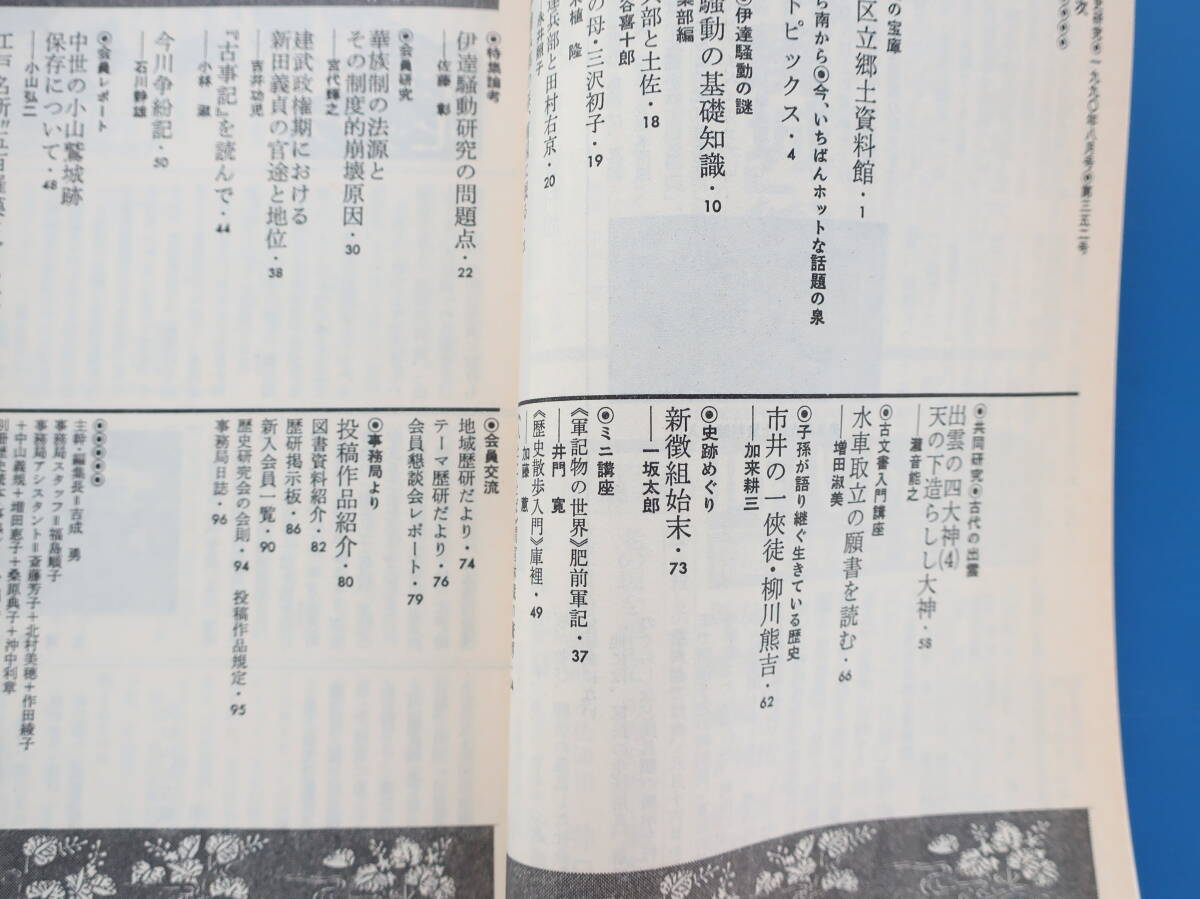 史研究◉一九九〇年八月号◉第三五二号
次
の宝庫
区立郷土資料館・1
ら南から◉今、いちばんホットな話題の泉
トピックス・4
◉伊達騒動の謎
騒動の基礎知識・10
集部編
兵部と土佐・18
谷喜十郎
の母・三沢初子・19
植 隆
達兵部と田村右京・20
永井
◉特集論考
伊達騒動研究の問題点・22
──佐藤 彰
◉会員研究
華族制の法源と
その制度的崩壊原因・30
──宮代輝之
建武政権期における
新田義貞の官途と地位・38
──吉井功児
『古事記』を読んで・44
──小林 淑
今川争紛記・50
──石川静雄
◉会員レポート
中世の小山鷲城跡
保存について・48
──小山弘二
◉共同研究◉古代の出雲
出雲の四大神(4)
天の下造らしし大神・58
──瀧音能之
◉古文書入門講座
水車取立の願書を読む・66
──増田淑美
◉子孫が語り継ぐ生きている歴史
市井の一俠徒・柳川熊吉・62
──加来耕三
◉史跡めぐり
新徴組始末・73
──一坂太郎
◉ミニ講座
《軍記物の世界》肥前軍記・37
──井門 寛
《歴史散歩入門》庫裡・49
──加藤 蕙
◉会員交流
地域歴研だより・74
テーマ歴研だより・76
会員懇談会レポート・79
◉事務局より
投稿作品紹介・80
図書資料紹介・82
歴研掲示板・86
新入会員一覧・90
歴史研究会の会則・94 投稿作品規定・95
事務局日誌・96
◉◉◉◉◉
主幹・編集長=吉成 勇
事務局スタッフ=福島順子
事務局アシスタント=斎藤芳子+北村美穂+作田綾子
+中山義規+増田恵子+桑原典子+沖中利章